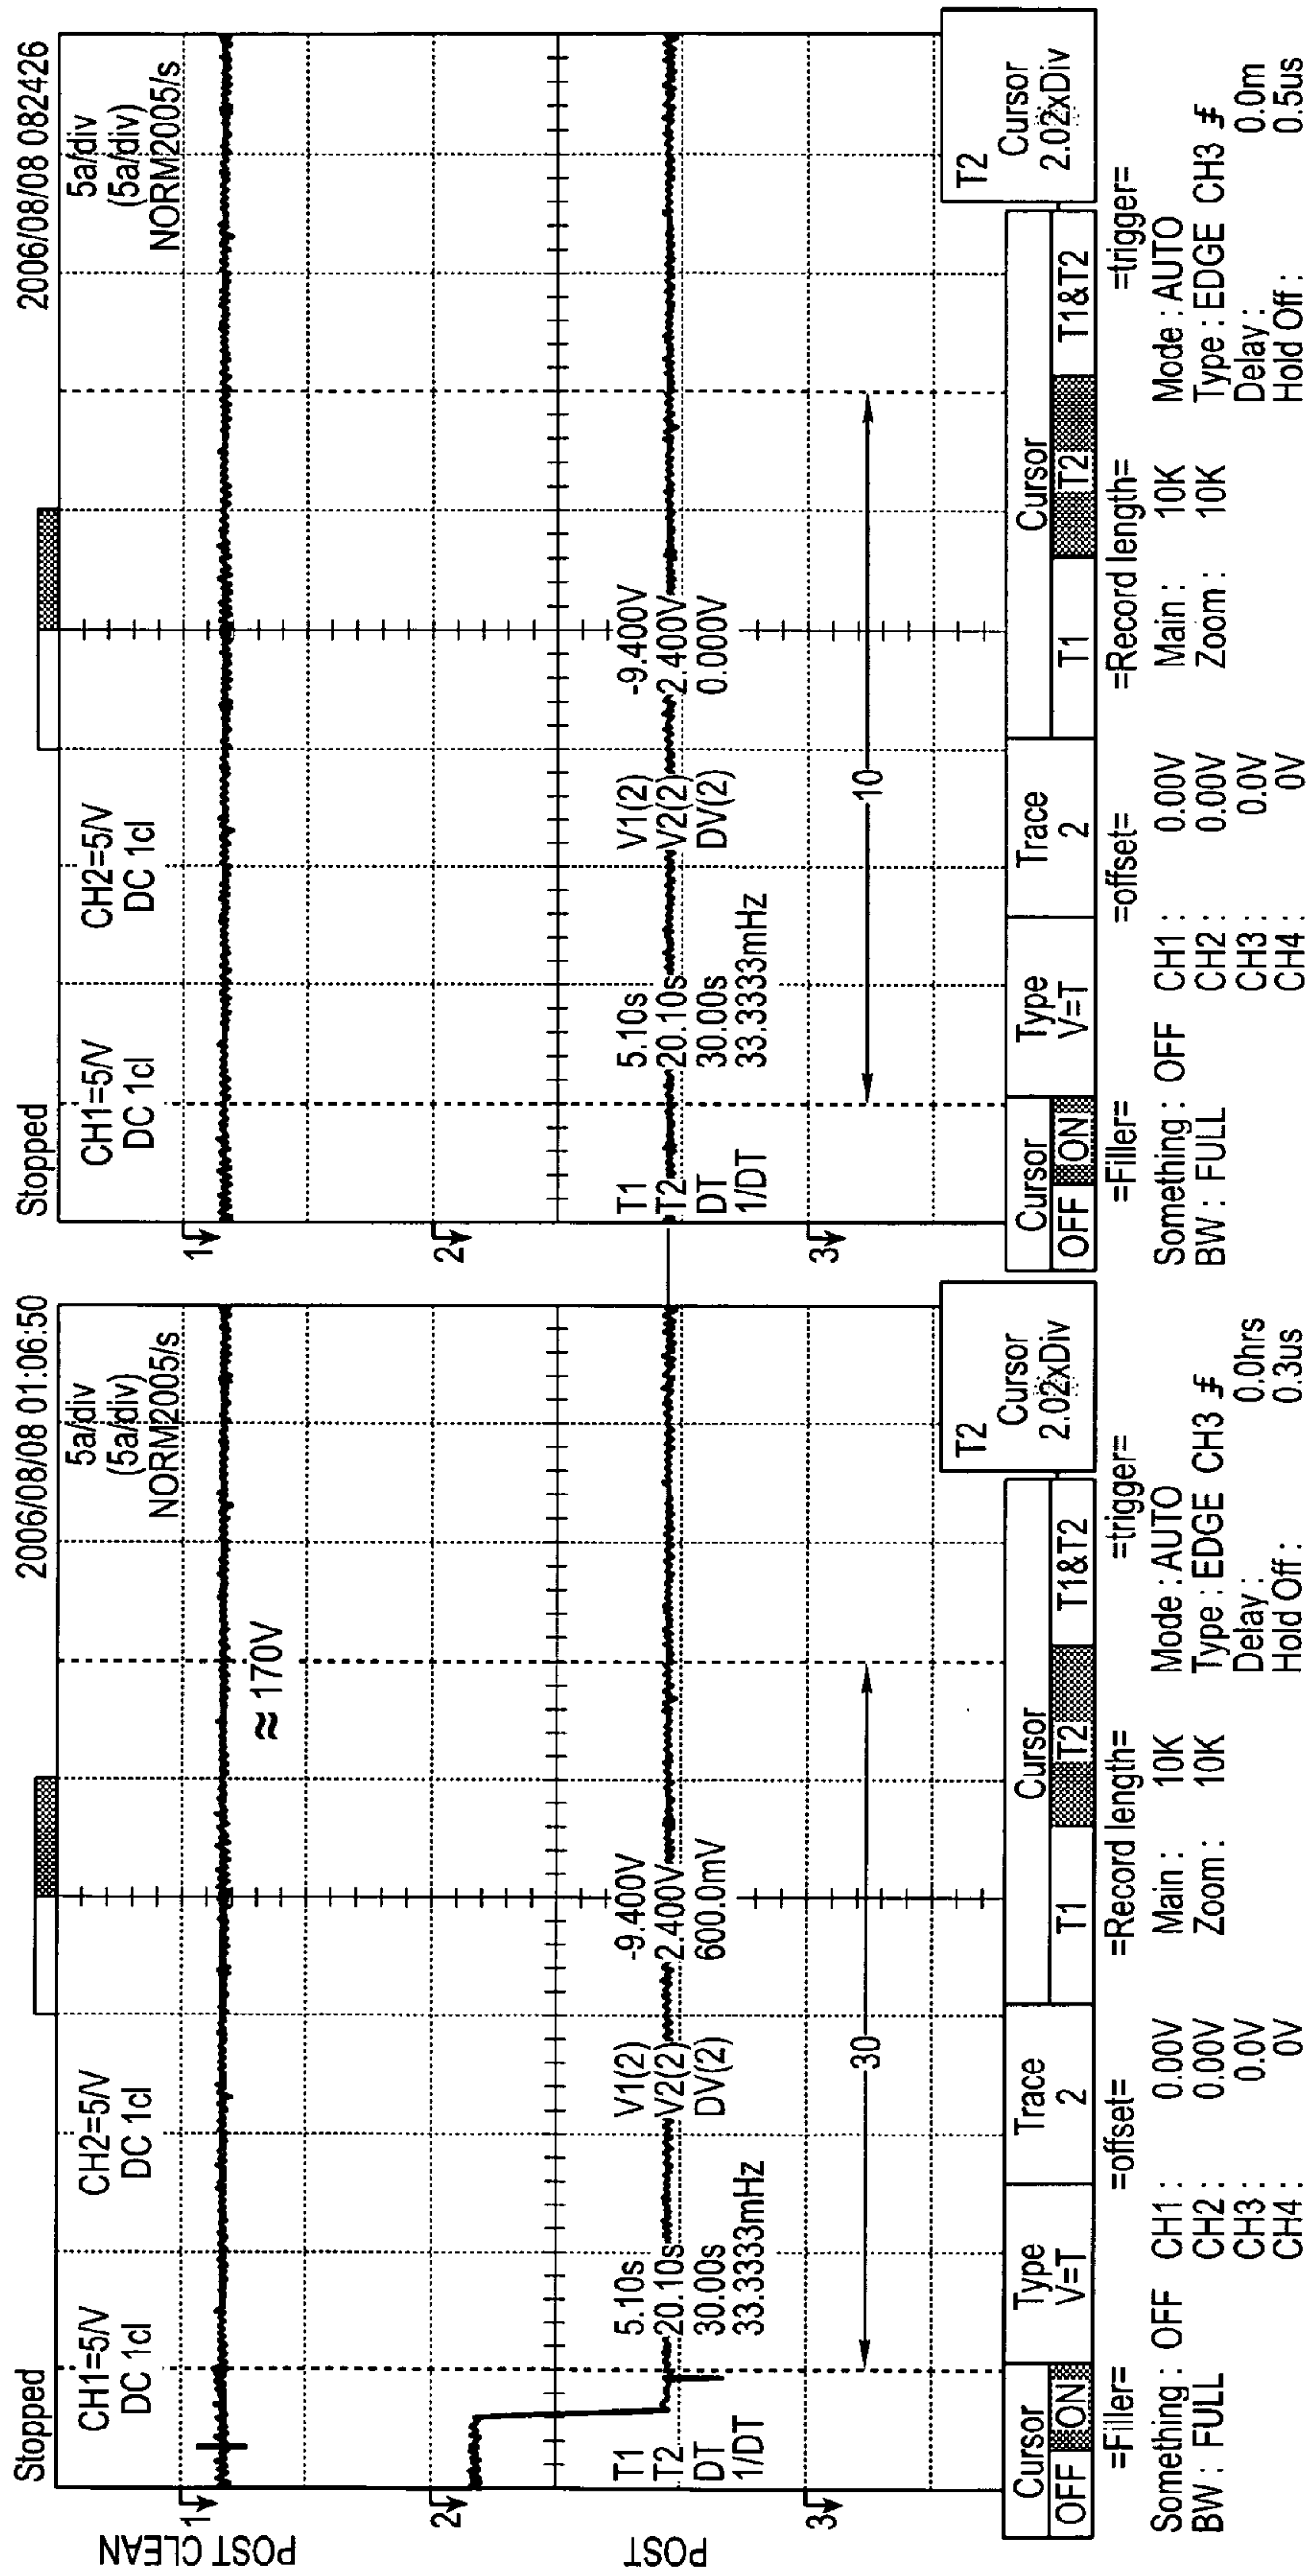 POST CLEAN
POST
Stopped
2006/08/08 01:06:50
CH1=5/V
DC 1cl
CH2=5/V
DC 1cl
5a/div
(5a/div)
NORM2005/s
≈ 170V
1
2
3
T1 5.10s V1(2) -9.400V
T2 20.10s V2(2) 2.400V
DT 30.00s DV(2) 600.0mV
1/DT 33.3333mHz
30
T2
Cursor
2.02xDiv
Cursor
OFF ON
Type
V=T
Trace
2
Cursor
T1 T2 T1&T2
=Filler=
Something : OFF
BW : FULL
=offset=
CH1 : 0.00V
CH2 : 0.00V
CH3 : 0.0V
CH4 : 0V
=Record length=
Main : 10K
Zoom : 10K
=trigger=
Mode : AUTO
Type : EDGE CH3
Delay : 0.0hrs
Hold Off : 0.3us
Stopped
2006/08/08 082426
CH1=5/V
DC 1cl
CH2=5/V
DC 1cl
5a/div
(5a/div)
NORM2005/s
1
2
3
T1 5.10s V1(2) -9.400V
T2 20.10s V2(2) 2.400V
DT 30.00s DV(2) 0.000V
1/DT 33.3333mHz
10
T2
Cursor
2.02xDiv
Cursor
OFF ON
Type
V=T
Trace
2
Cursor
T1 T2 T1&T2
=Filler=
Something : OFF
BW : FULL
=offset=
CH1 : 0.00V
CH2 : 0.00V
CH3 : 0.0V
CH4 : 0V
=Record length=
Main : 10K
Zoom : 10K
=trigger=
Mode : AUTO
Type : EDGE CH3
Delay : 0.0m
Hold Off : 0.5us